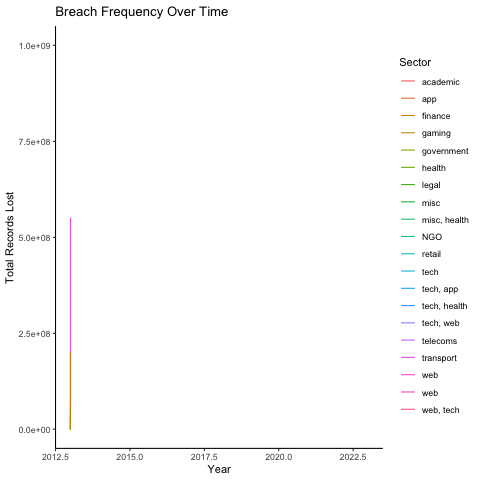 Breach Frequency Over Time
Total Records Lost
1.0e+09
7.5e+08
5.0e+08
2.5e+08
0.0e+00
2012.5
2015.0
2017.5
2020.0
2022.5
Year
Sector
academic
app
finance
gaming
government
health
legal
misc
misc, health
NGO
retail
tech
tech, app
tech, health
tech, web
telecoms
transport
web
web
web, tech